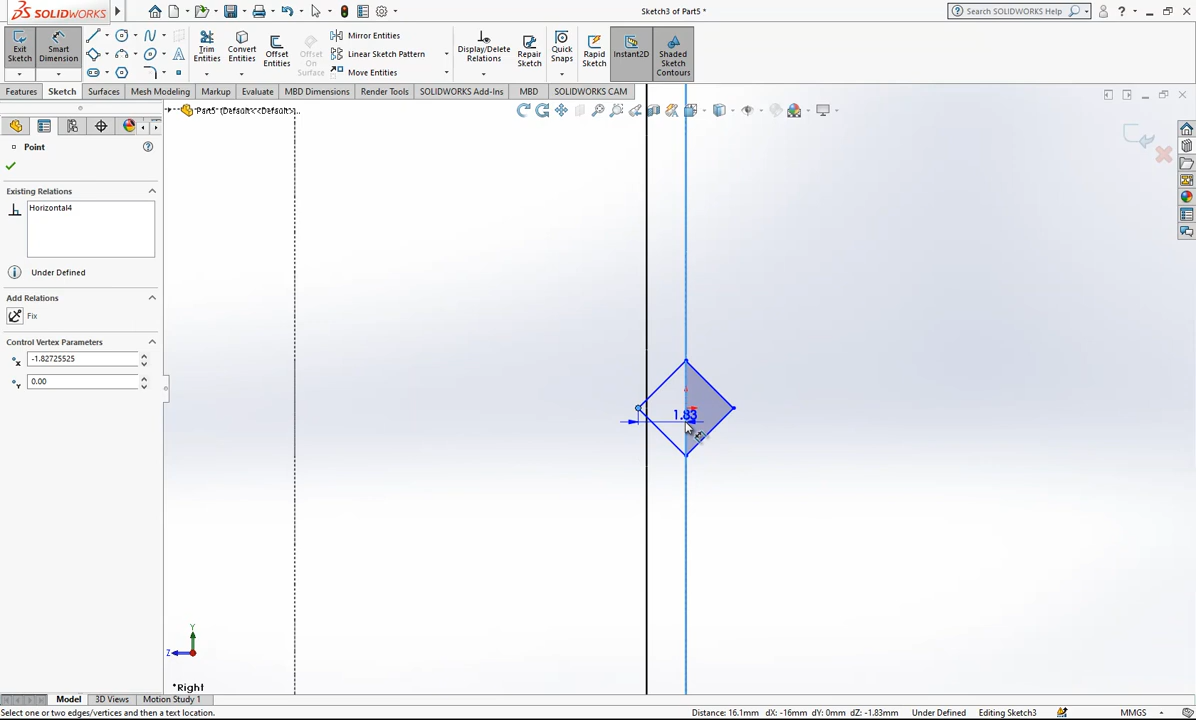 SOLIDWORKS
Sketch3 of Part5 *
Search SOLIDWORKS Help
Exit Sketch
Smart Dimension
Trim Entities
Convert Entities
Offset Entities
Offset On Surface
Mirror Entities
Linear Sketch Pattern
Move Entities
Display/Delete Relations
Repair Sketch
Quick Snaps
Rapid Sketch
Instant2D
Shaded Sketch Contours
Features
Sketch
Surfaces
Mesh Modeling
Markup
Evaluate
MBD Dimensions
Render Tools
SOLIDWORKS Add-Ins
MBD
SOLIDWORKS CAM
Part5 (Default<<Default>...
Point
Existing Relations
Horizontal4
Under Defined
Add Relations
Fix
Control Vertex Parameters
-1.82725525
0.00
1.83
Y
Z
*Right
Model
3D Views
Motion Study 1
Select one or two edges/vertices and then a text location.
Distance: 16.1mm dX: -16mm dY: 0mm dZ: -1.83mm
Under Defined
Editing Sketch3
MMGS